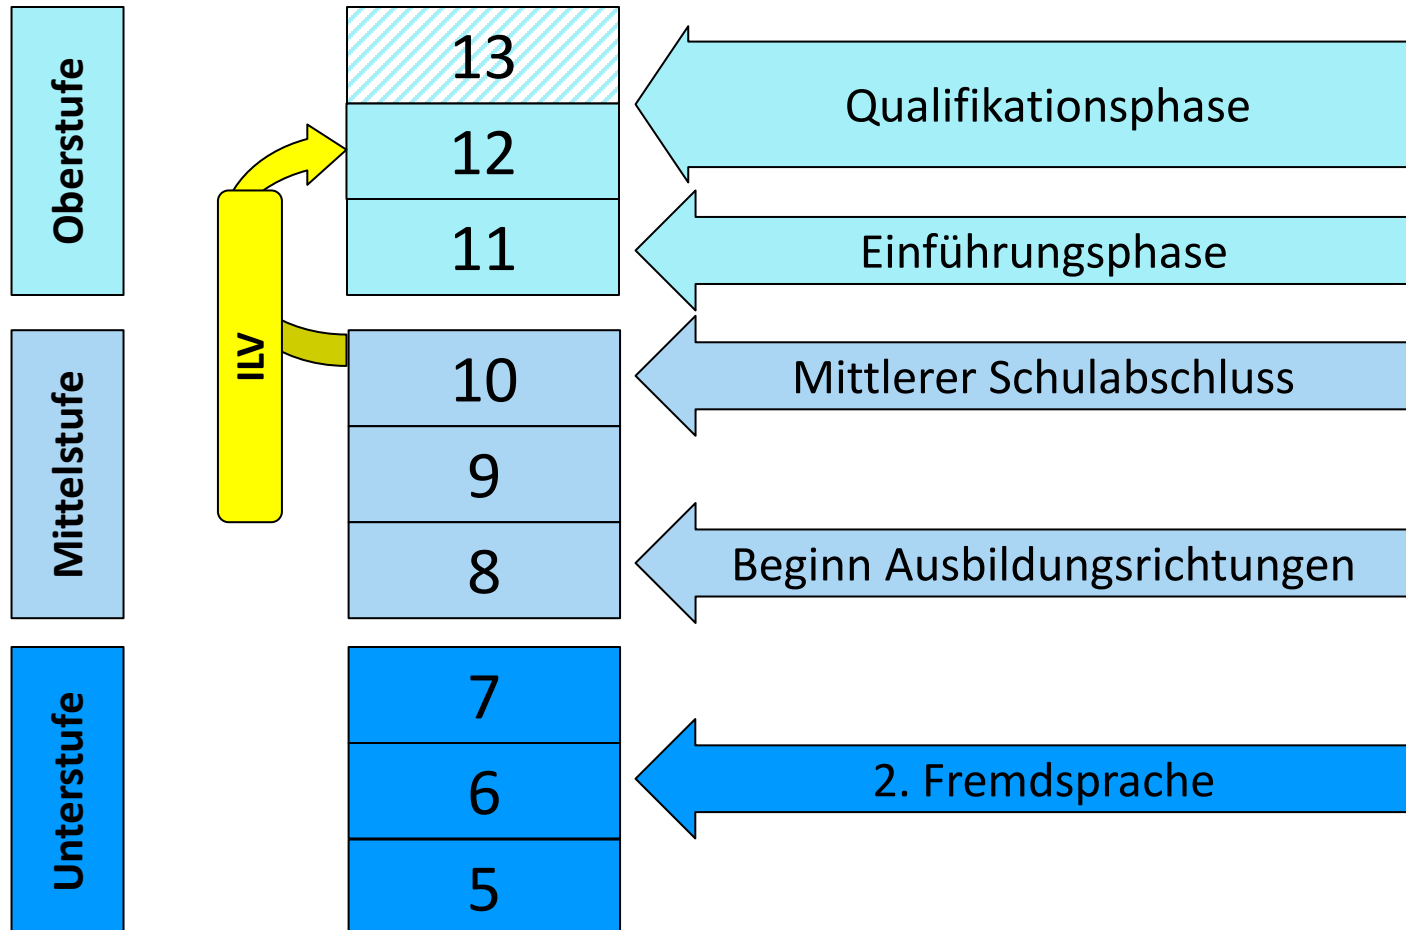 Oberstufe
13
12
11
Qualifikationsphase
Einführungsphase
ILV
Mittelstufe
10
9
8
Mittlerer Schulabschluss
Beginn Ausbildungsrichtungen
Unterstufe
7
6
5
2. Fremdsprache